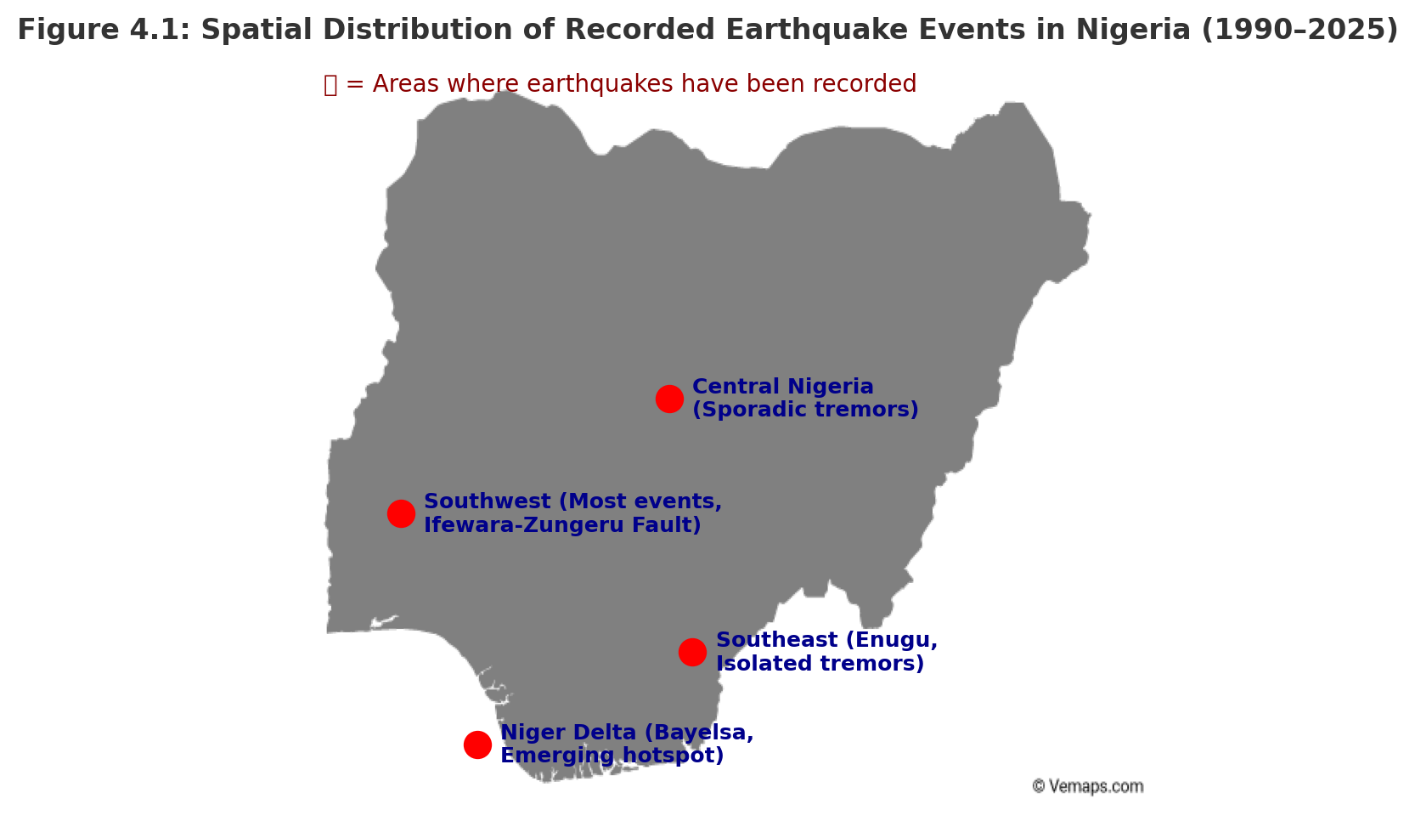 Figure 4.1: Spatial Distribution of Recorded Earthquake Events in Nigeria (1990–2025)
▯ = Areas where earthquakes have been recorded
Central Nigeria
(Sporadic tremors)
Southwest (Most events,
Ifewara-Zungeru Fault)
Southeast (Enugu,
Isolated tremors)
Niger Delta (Bayelsa,
Emerging hotspot)
© Vemaps.com